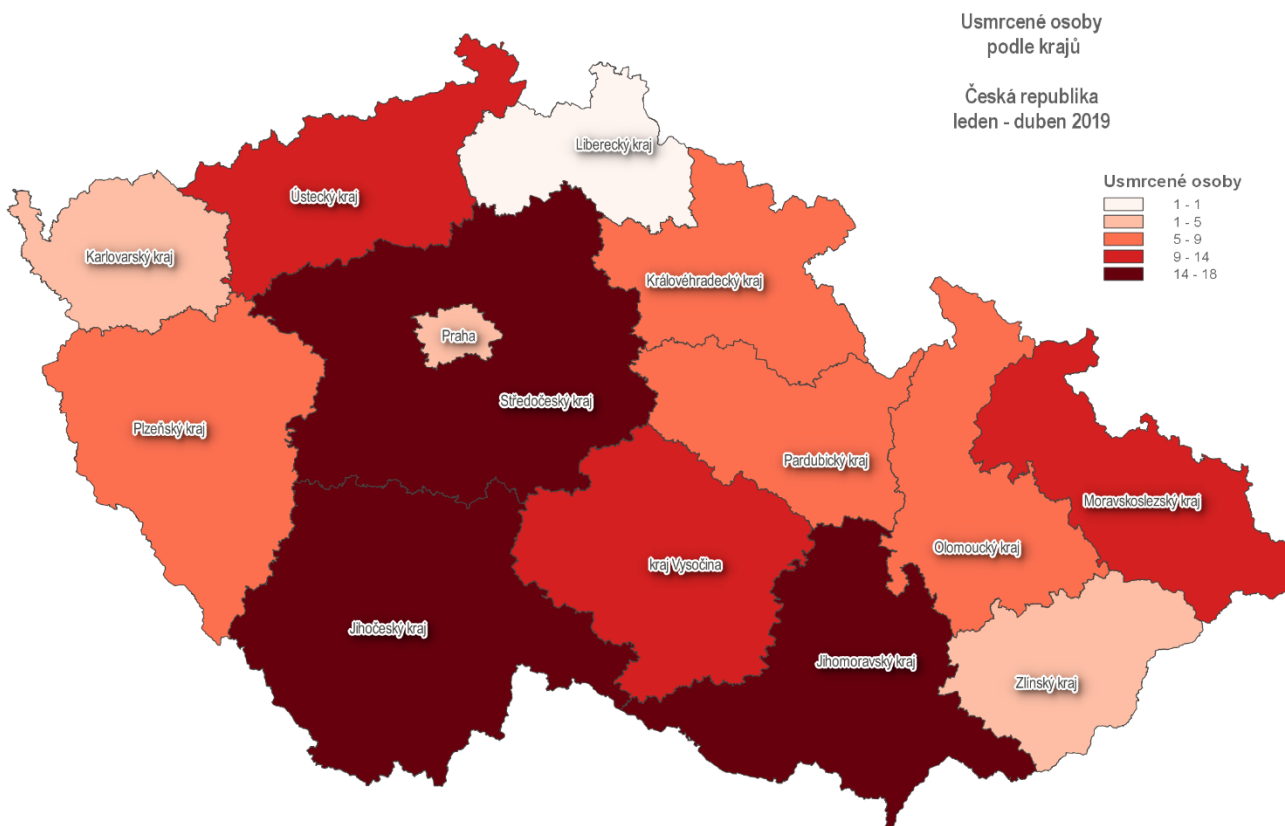 Usmrcené osoby
podle krajů
Česká republika
leden - duben 2019
Usmrcené osoby
1 - 1
1 - 5
5 - 9
9 - 14
14 - 18
Liberecký kraj
Ústecký kraj
Karlovarský kraj
Královéhradecký kraj
Praha
Středočeský kraj
Plzeňský kraj
Pardubický kraj
Moravskoslezský kraj
Olomoucký kraj
kraj Vysočina
Jihočeský kraj
Jihomoravský kraj
Zlínský kraj